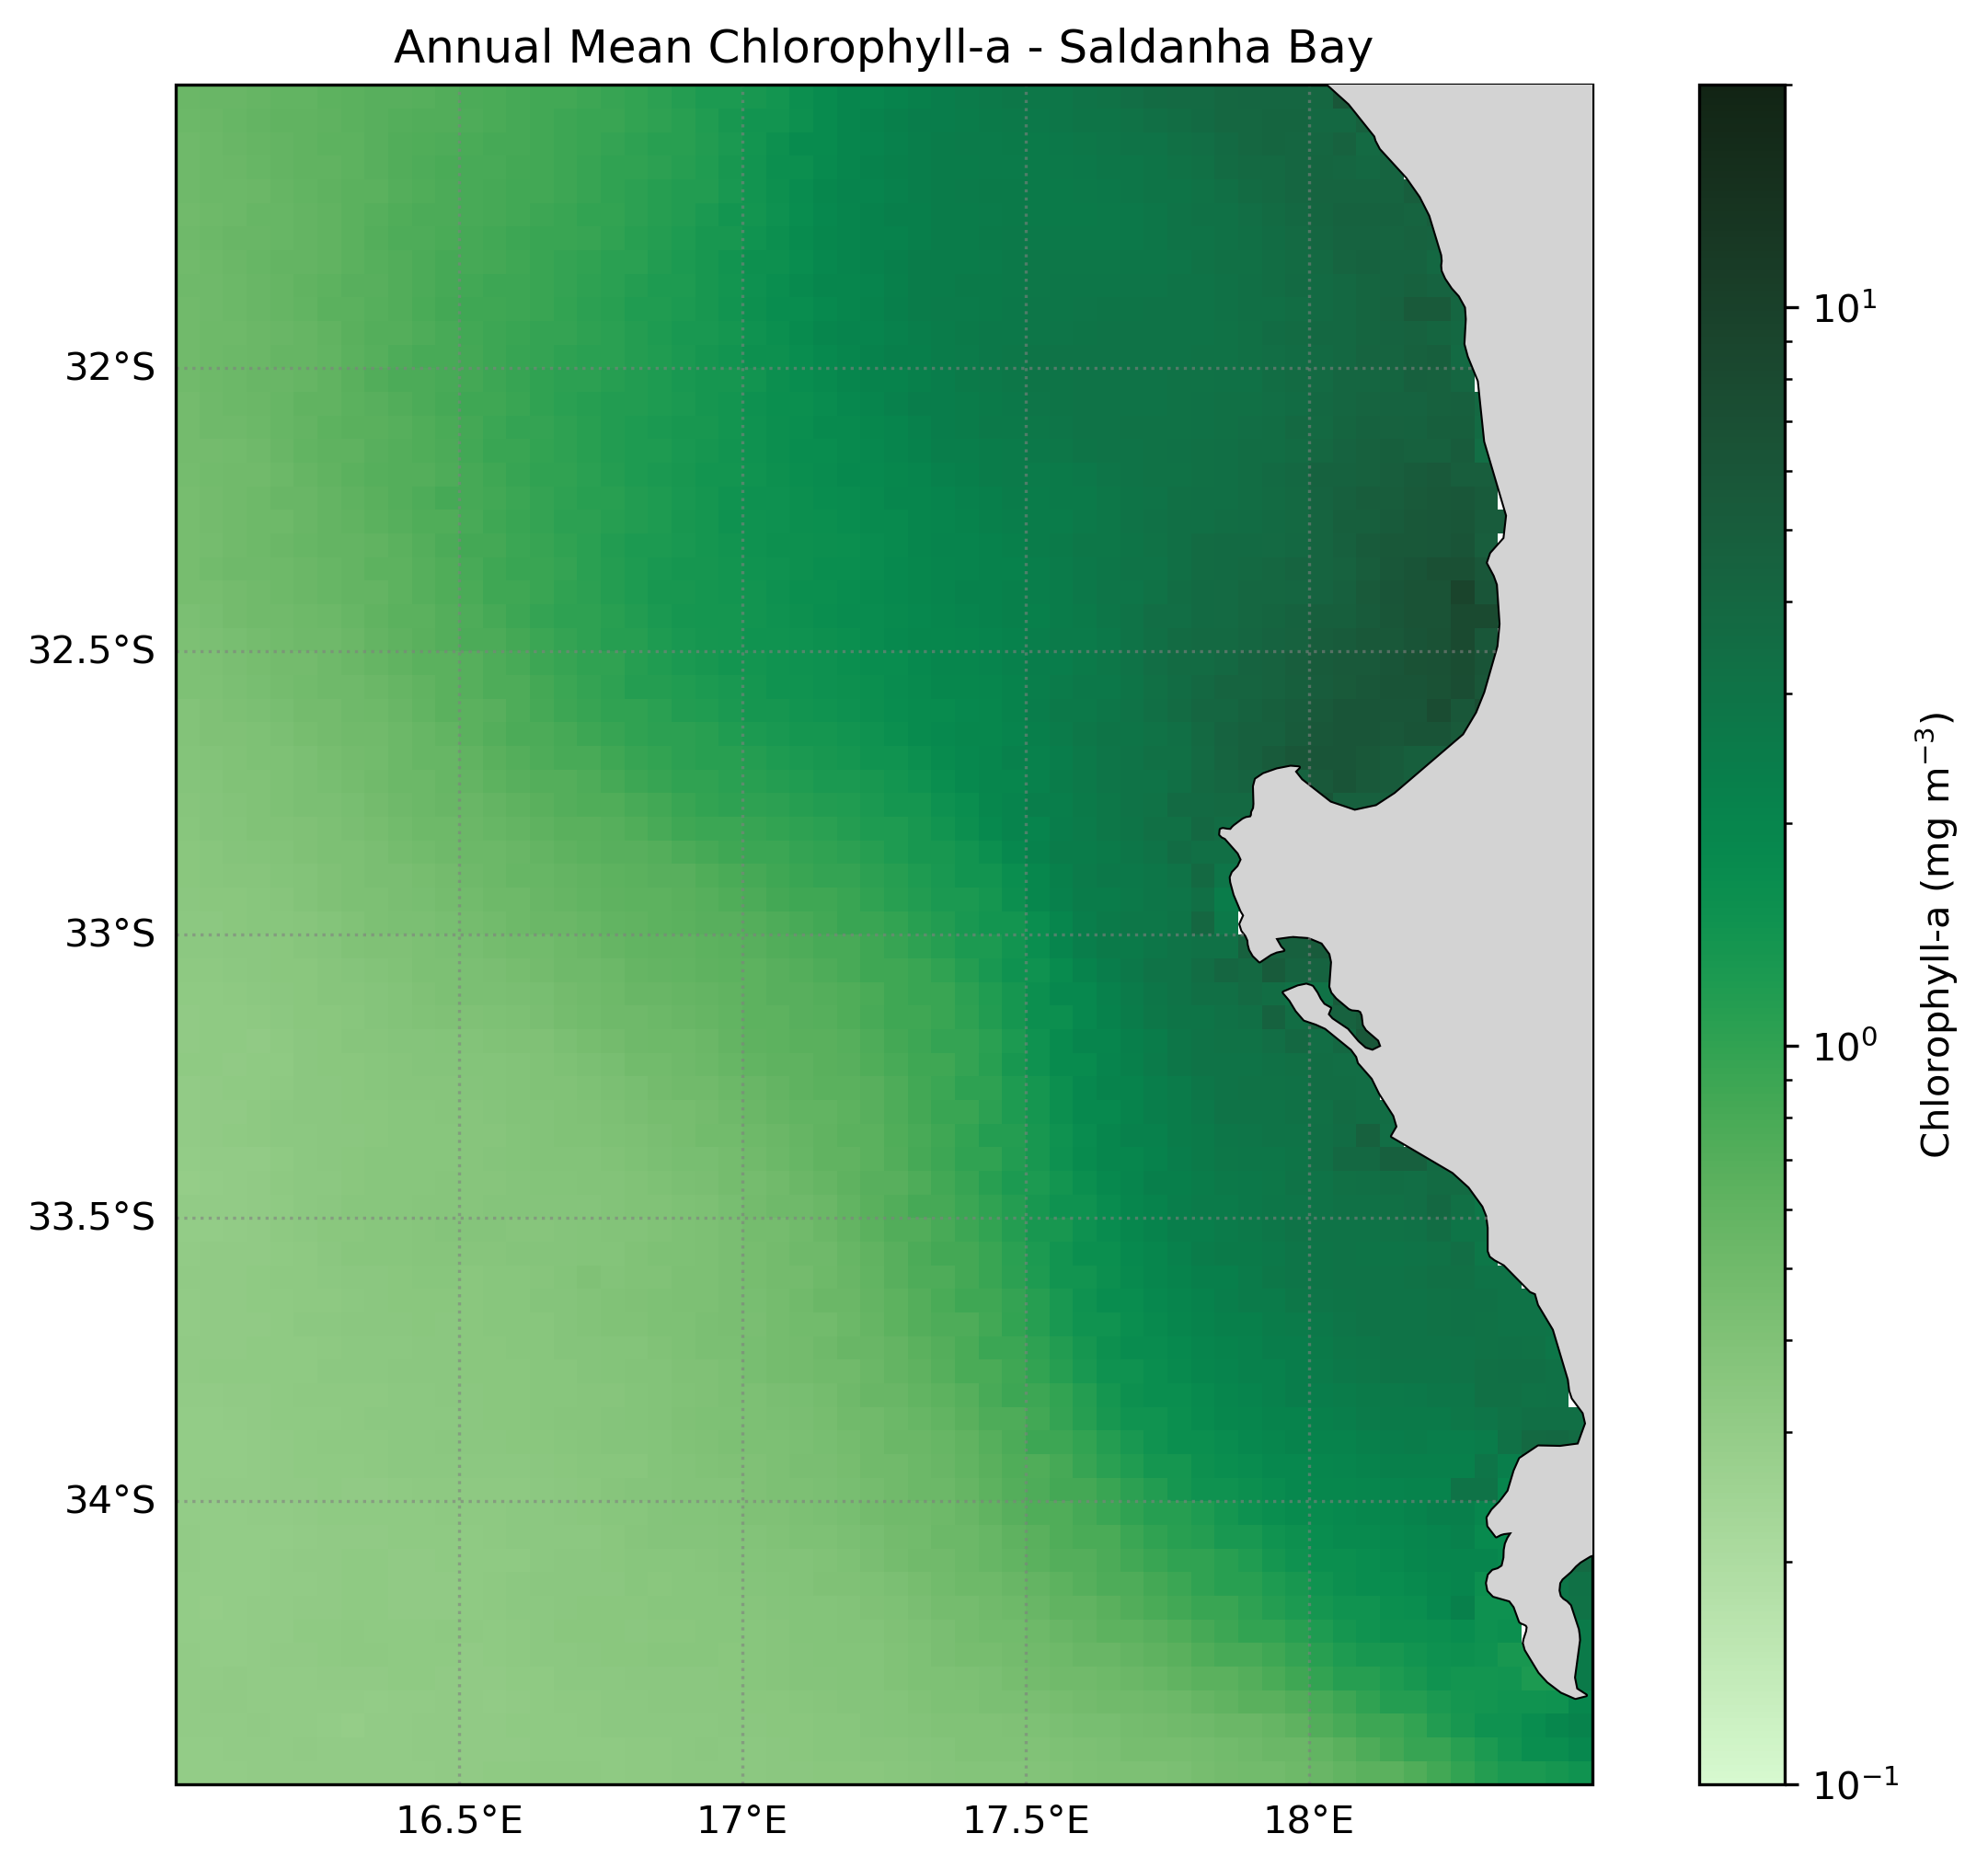 Annual Mean Chlorophyll-a - Saldanha Bay
32°S
32.5°S
33°S
33.5°S
34°S
16.5°E
17°E
17.5°E
18°E
10¹
10⁰
10⁻¹
Chlorophyll-a (mg m⁻³)